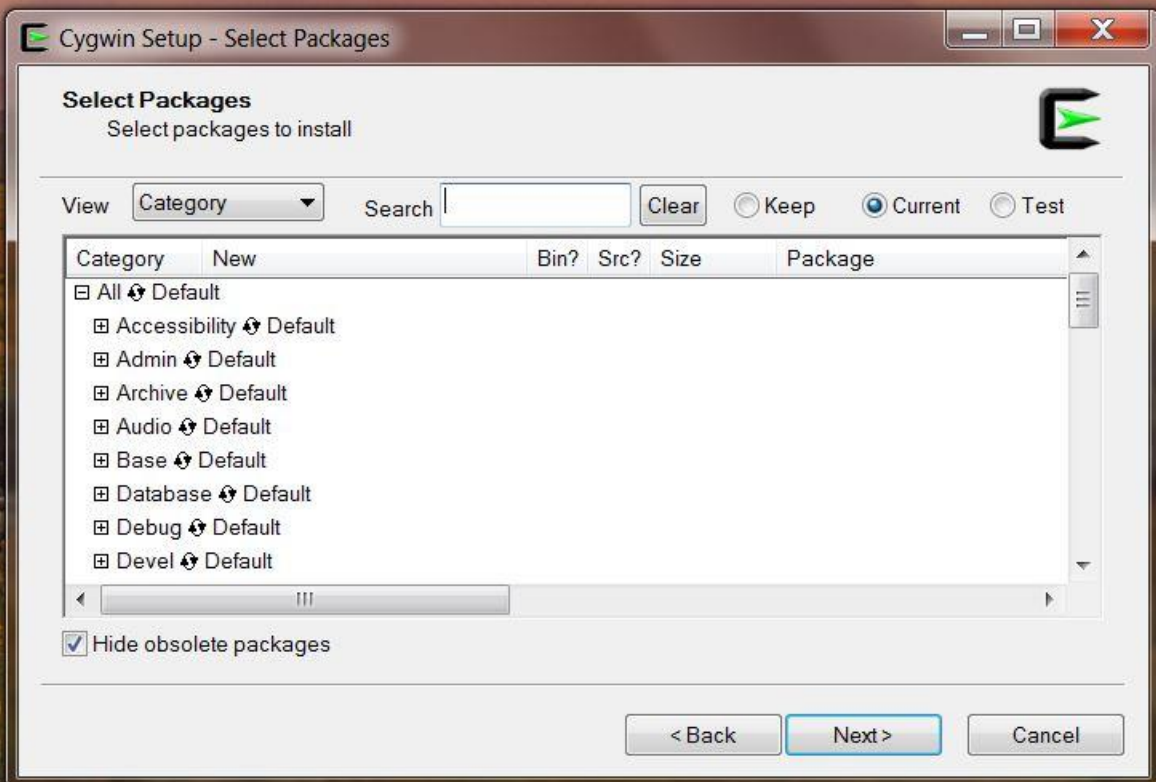 Cygwin Setup - Select Packages
Select Packages
Select packages to install
View Category Search Clear Keep Current Test
Category New Bin? Src? Size Package
All Default
Accessibility Default
Admin Default
Archive Default
Audio Default
Base Default
Database Default
Debug Default
Devel Default
Hide obsolete packages
< Back Next > Cancel